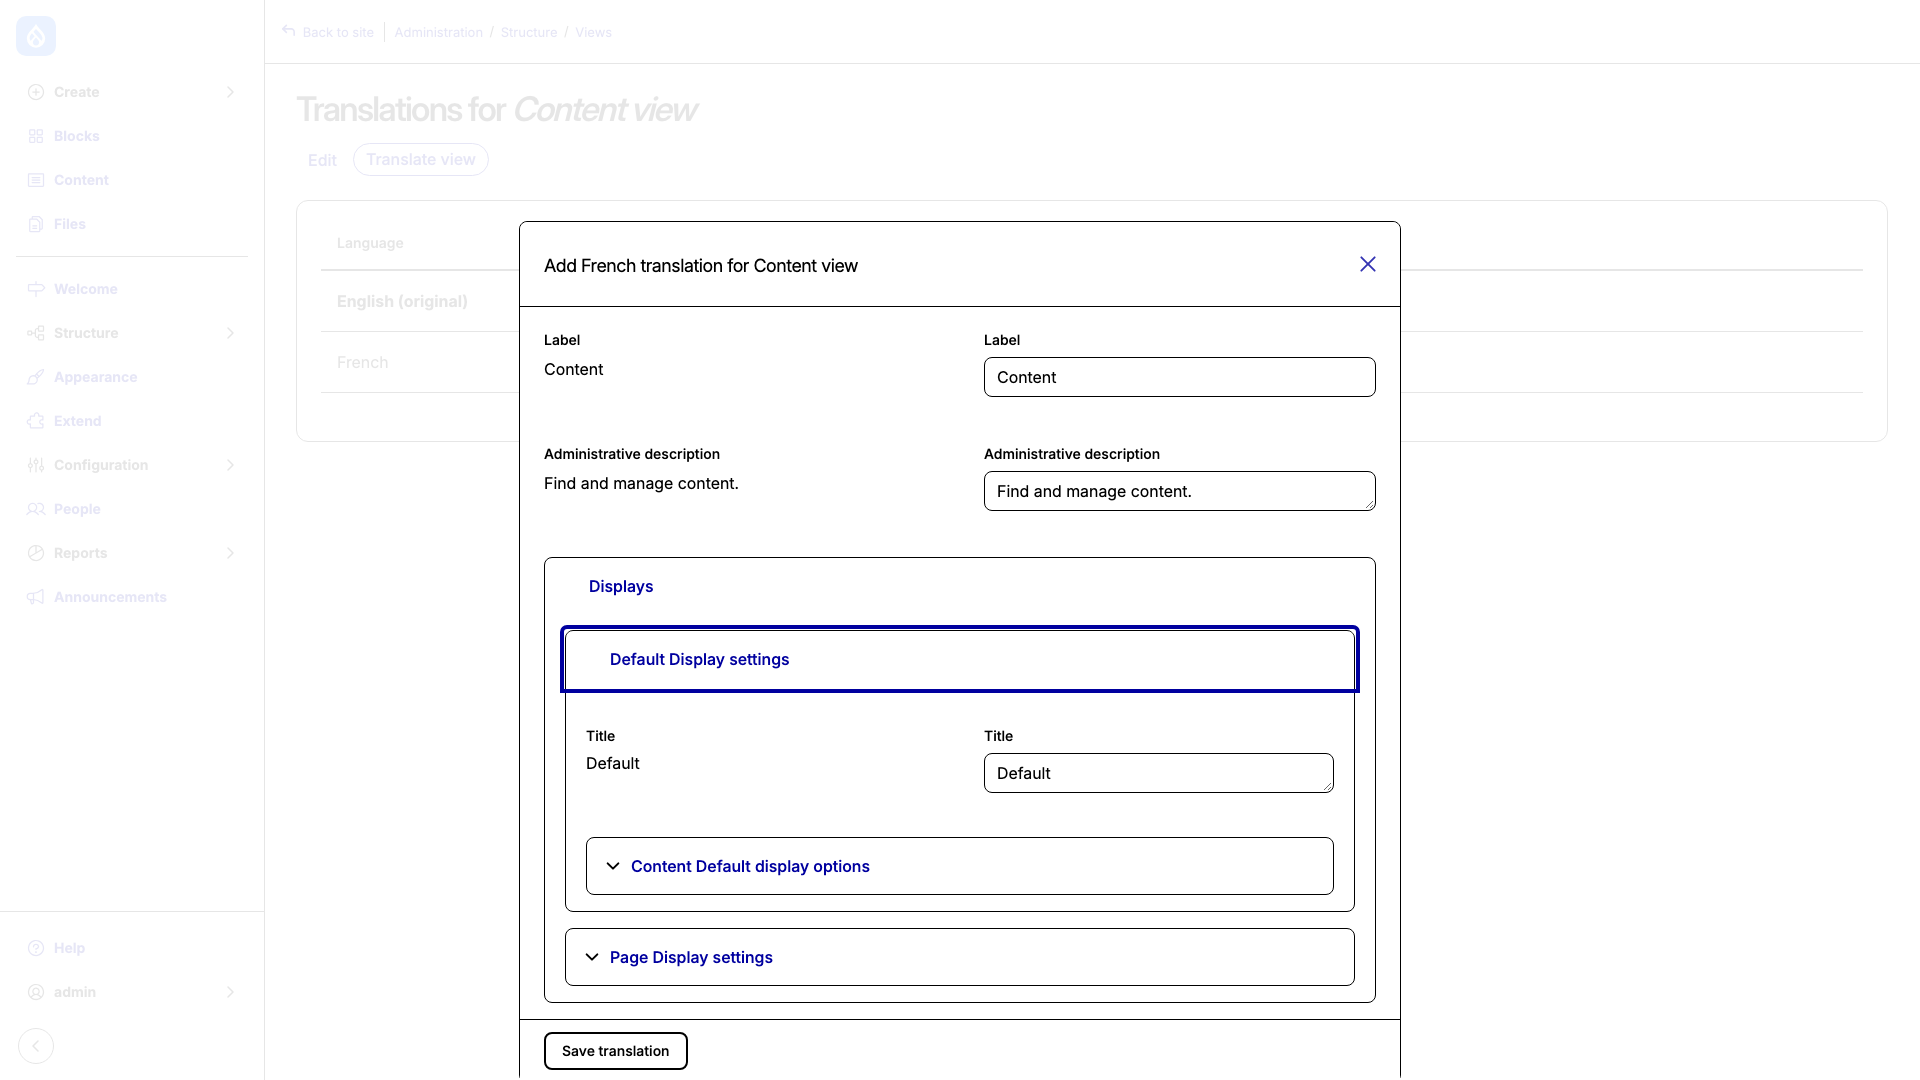 Back to site
Administration / Structure / Views
Create
Blocks
Content
Files
Welcome
Structure
Appearance
Extend
Configuration
People
Reports
Announcements
Help
admin
Translations for Content view
Edit
Translate view
Language
English (original)
French
Add French translation for Content view
Label
Content
Label
Content
Administrative description
Find and manage content.
Administrative description
Find and manage content.
Displays
Default Display settings
Title
Default
Title
Default
Content Default display options
Page Display settings
Save translation